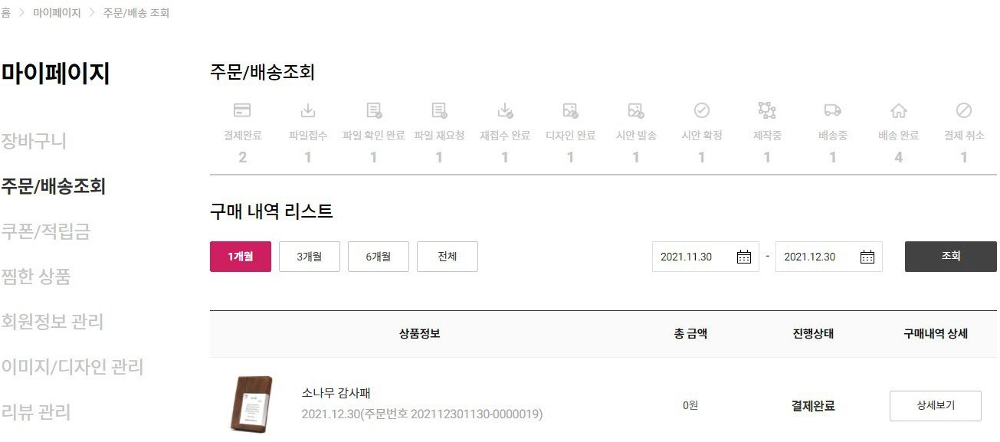 홈 > 마이페이지 > 주문/배송 조회
마이페이지
장바구니
주문/배송조회
쿠폰/적립금
찜한 상품
회원정보 관리
이미지/디자인 관리
리뷰 관리
주문/배송조회
결제완료 파일접수 파일 확인 완료 파일 재요청 재접수 완료 디자인 완료 시안 발송 시안 확정 제작중 배송중 배송 완료 결제 취소
2 1 1 1 1 1 1 1 1 1 4 1
구매 내역 리스트
1개월 3개월 6개월 전체 2021.11.30 - 2021.12.30 조회
상품정보 총 금액 진행상태 구매내역 상세
소나무 감사패
2021.12.30(주문번호 202112301130-0000019)
0원 결제완료 상세보기